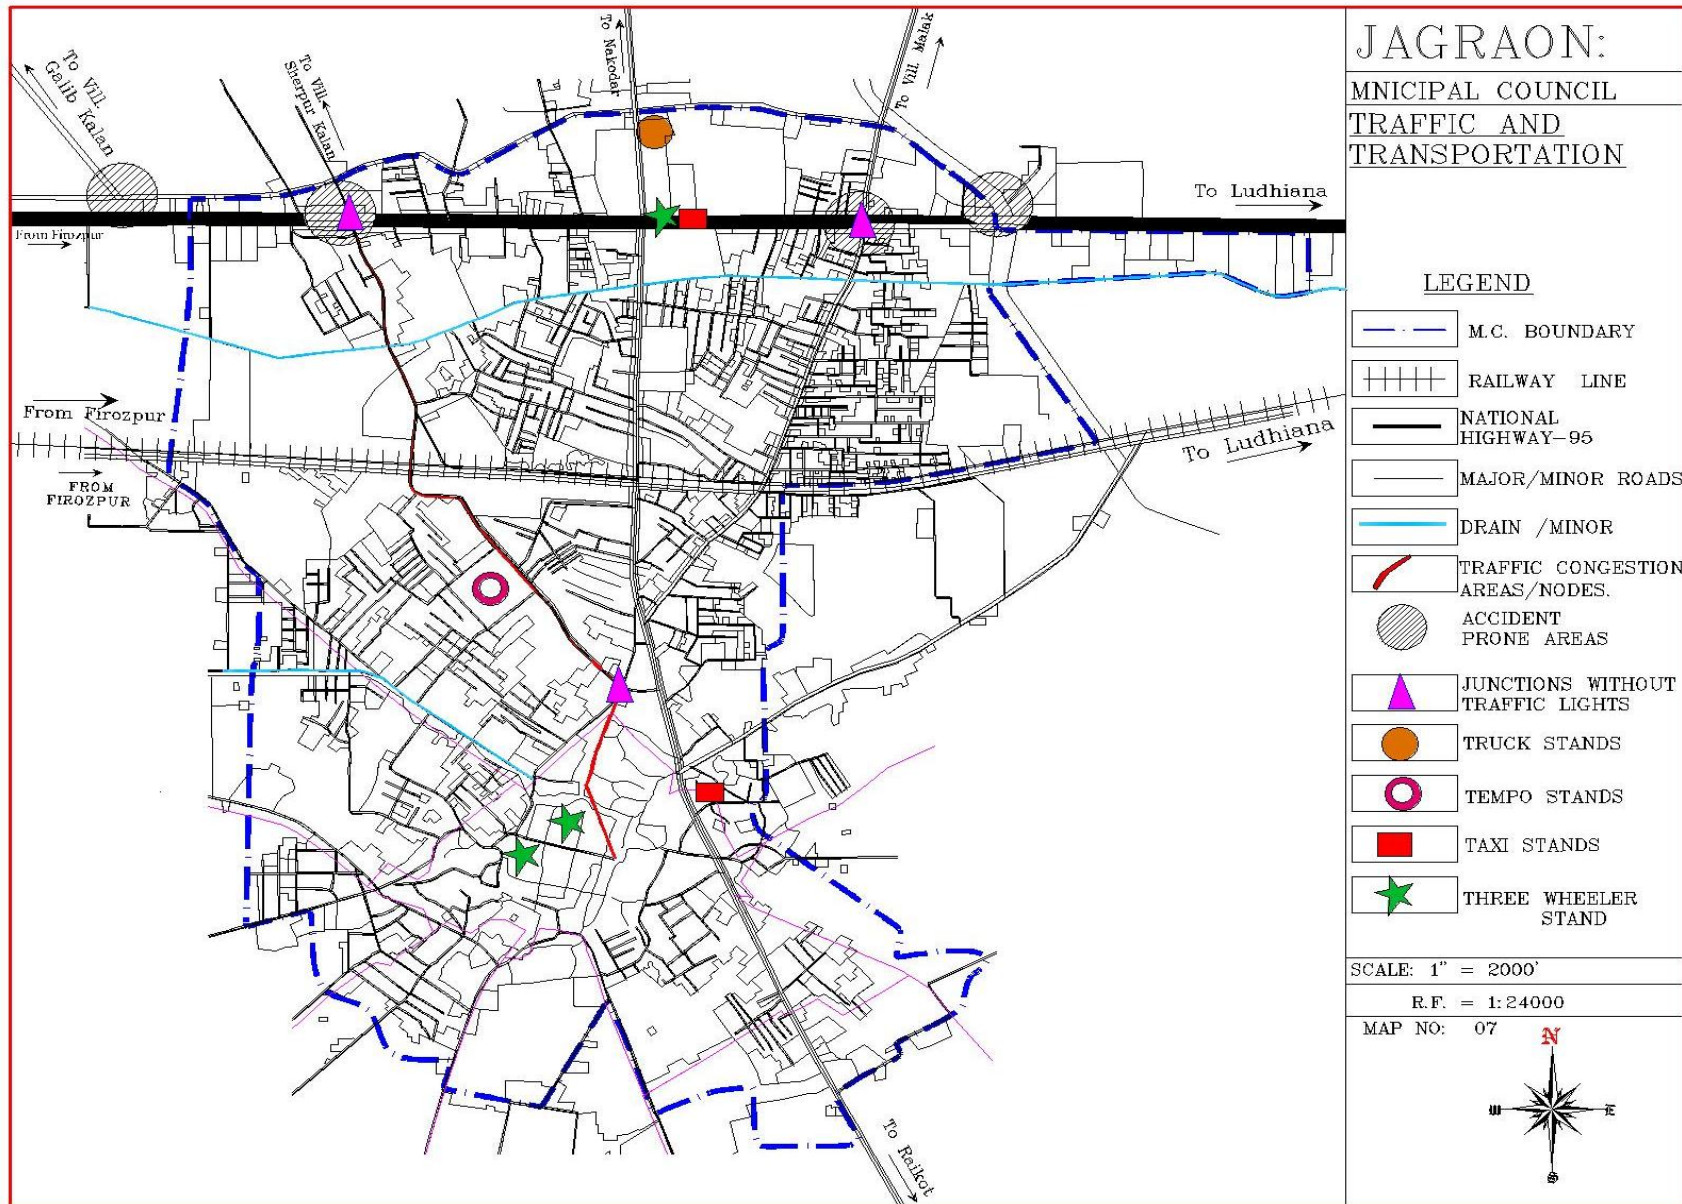 JAGRAON:
MNICIPAL COUNCIL
TRAFFIC AND
TRANSPORTATION
To Vill.
Galib Kalan
To Vill.
Sherpur Kalan
To Nakodar
To Vill. Malak
To Ludhiana
From Firozpur
From Firozpur
FROM
FIROZPUR
To Ludhiana
To Raikot
LEGEND
M.C. BOUNDARY
RAILWAY LINE
NATIONAL
HIGHWAY-95
MAJOR/MINOR ROADS
DRAIN /MINOR
TRAFFIC CONGESTION
AREAS/NODES.
ACCIDENT
PRONE AREAS
JUNCTIONS WITHOUT
TRAFFIC LIGHTS
TRUCK STANDS
TEMPO STANDS
TAXI STANDS
THREE WHEELER
STAND
SCALE: 1" = 2000'
R.F. = 1:24000
MAP NO: 07
N
W
E
S